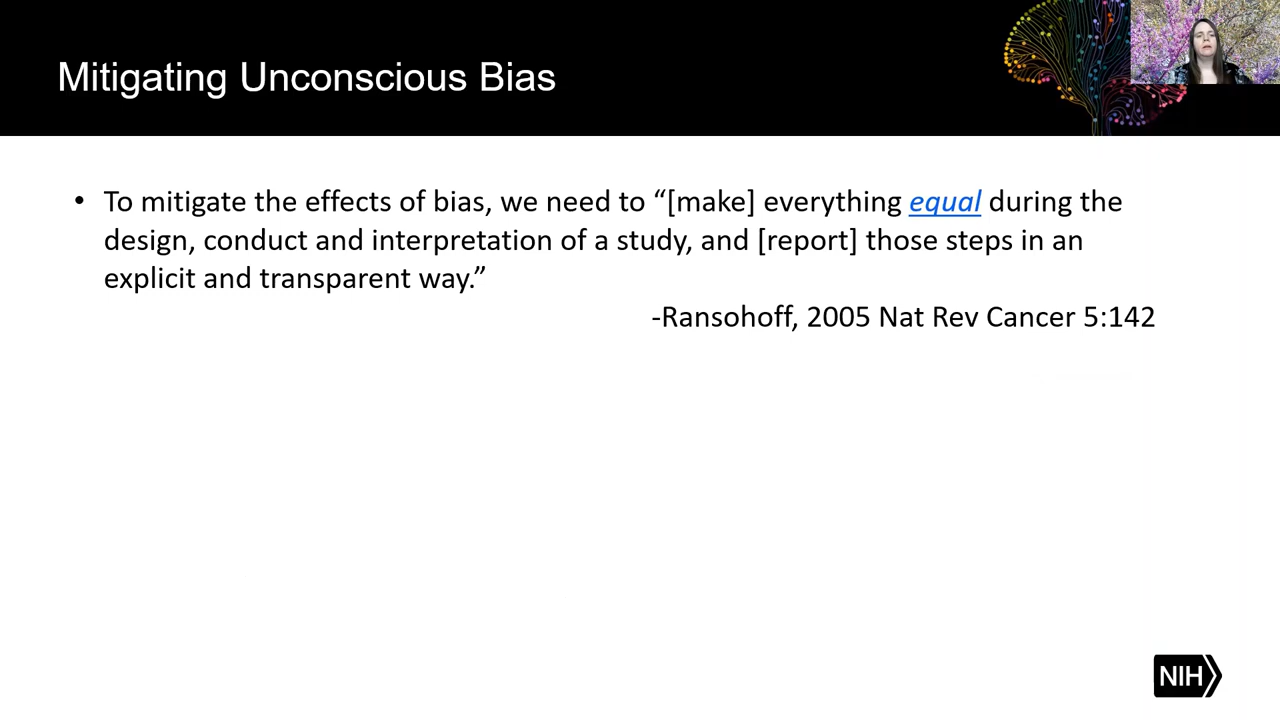 Mitigating Unconscious Bias
• To mitigate the effects of bias, we need to “[make] everything equal during the
design, conduct and interpretation of a study, and [report] those steps in an
explicit and transparent way.”
-Ransohoff, 2005 Nat Rev Cancer 5:142
NIH